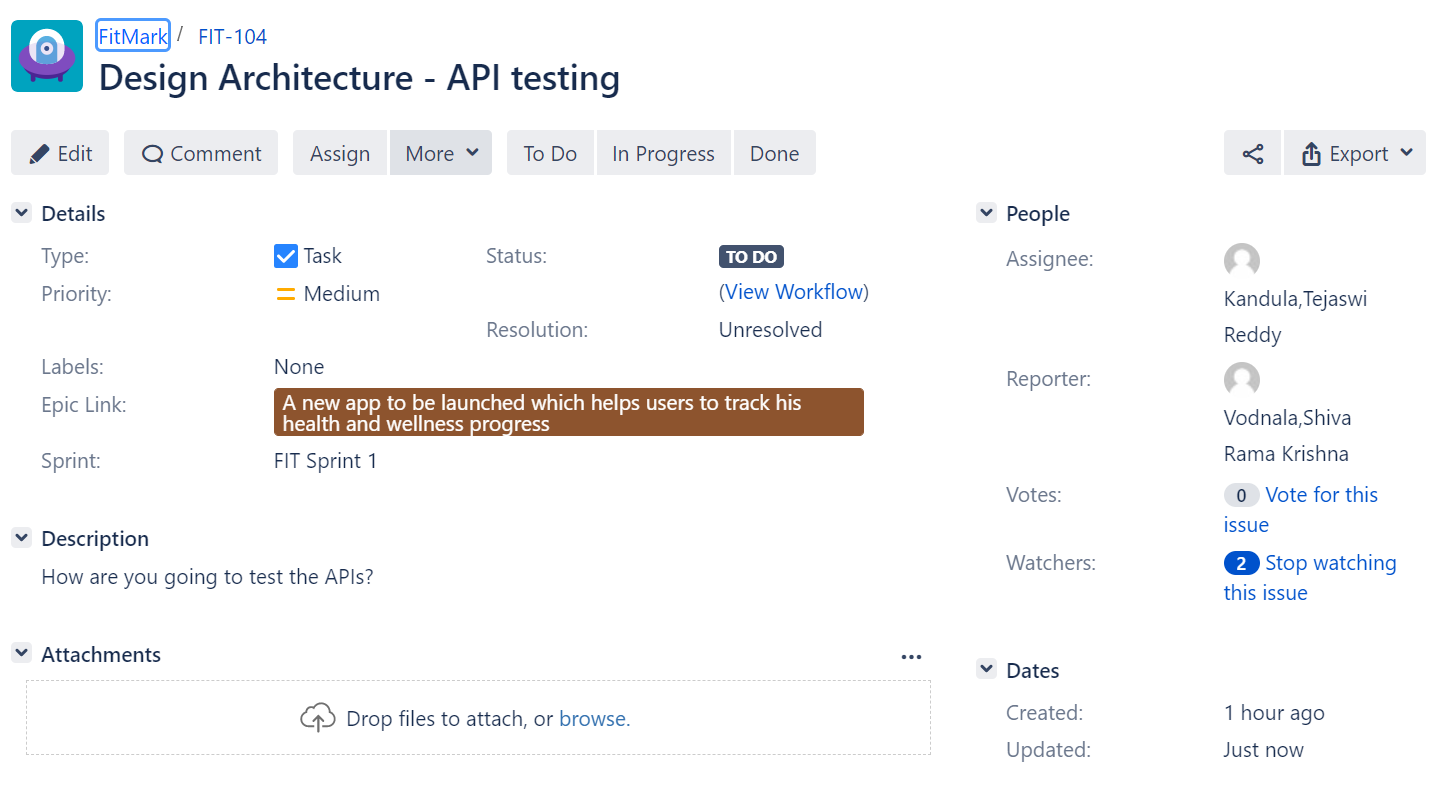 FitMark / FIT-104
Design Architecture - API testing
Edit Comment Assign More To Do In Progress Done Export
Details
Type: Task Status: TO DO
Priority: Medium (View Workflow)
Resolution: Unresolved
Labels: None
Epic Link: A new app to be launched which helps users to track his
health and wellness progress
Sprint: FIT Sprint 1
Description
How are you going to test the APIs?
Attachments
Drop files to attach, or browse.
People
Assignee:
Kandula,Tejaswi
Reddy
Reporter:
Vodnala,Shiva
Rama Krishna
Votes: 0 Vote for this
issue
Watchers: 2 Stop watching
this issue
Dates
Created: 1 hour ago
Updated: Just now